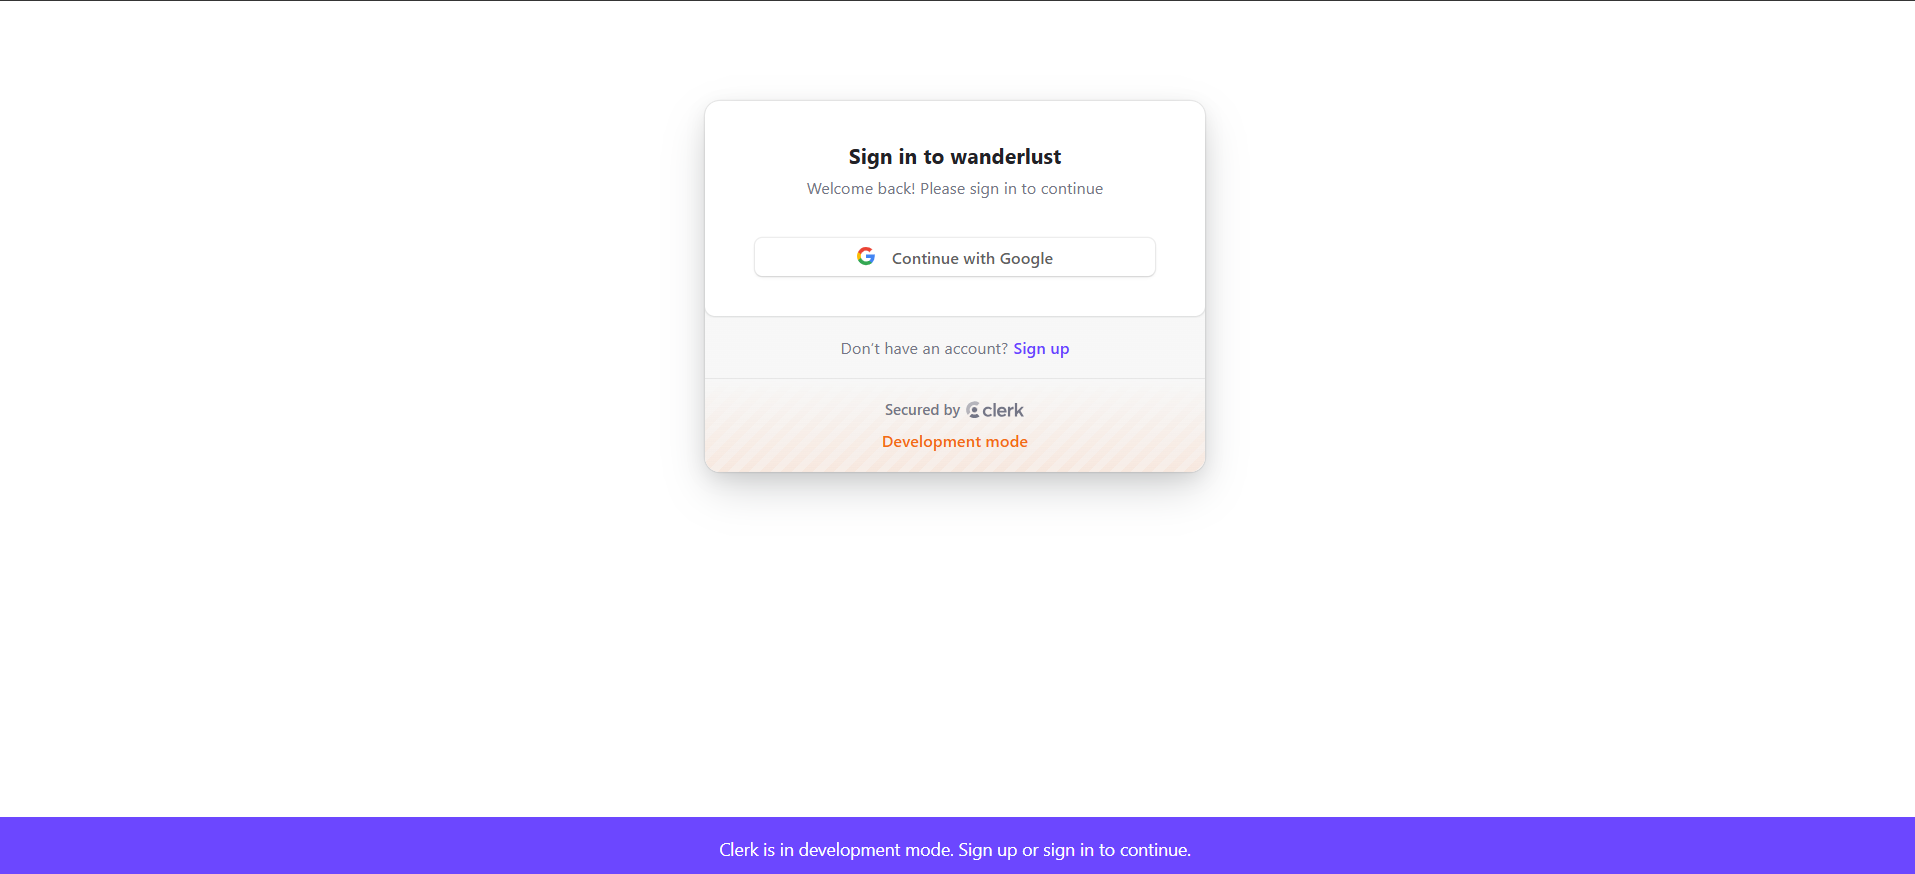 Sign in to wanderlust
Welcome back! Please sign in to continue
Continue with Google
Don’t have an account? Sign up
Secured by clerk
Development mode
Clerk is in development mode. Sign up or sign in to continue.